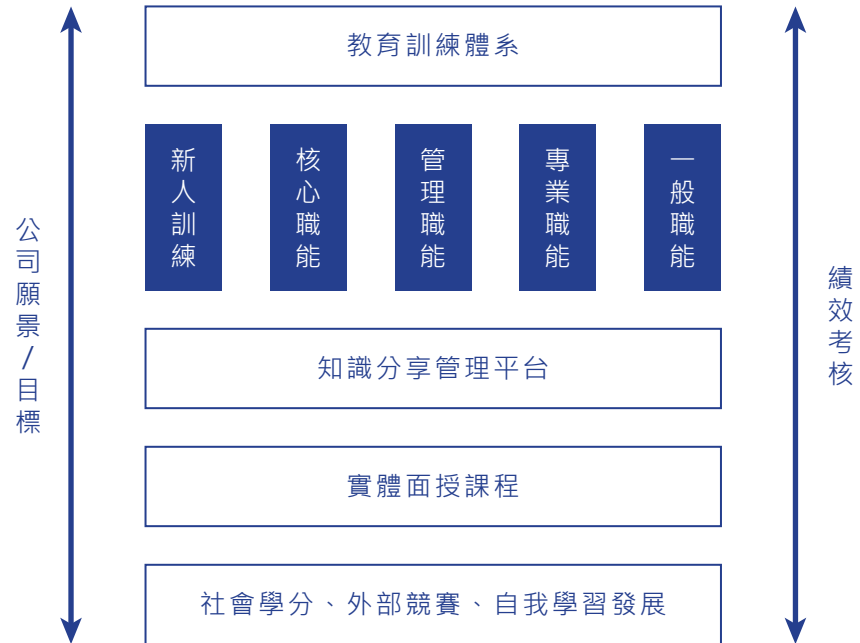 教育訓練體系
新人訓練
核心職能
管理職能
專業職能
一般職能
公司願景/目標
績效考核
知識分享管理平台
實體面授課程
社會學分、外部競賽、自我學習發展